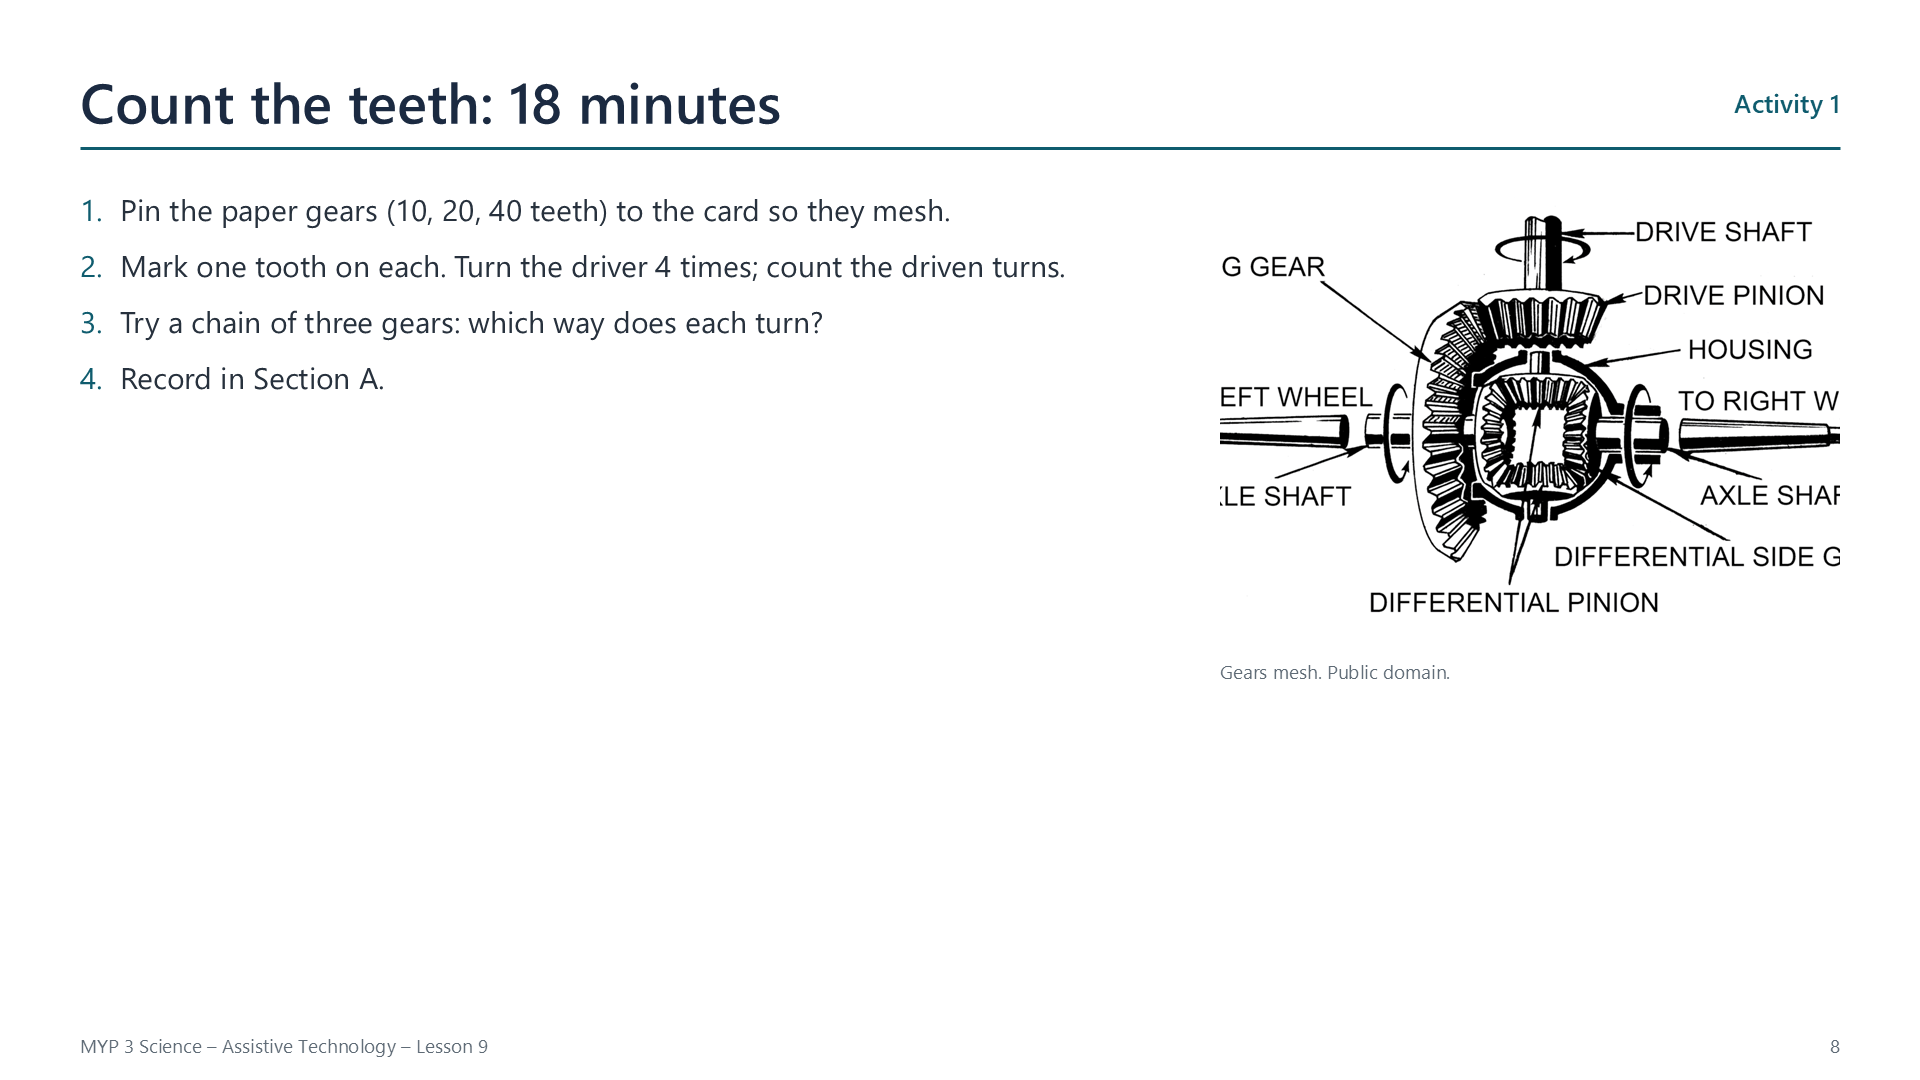 Count the teeth: 18 minutes
Activity 1
1. Pin the paper gears (10, 20, 40 teeth) to the card so they mesh.
2. Mark one tooth on each. Turn the driver 4 times; count the driven turns.
3. Try a chain of three gears: which way does each turn?
4. Record in Section A.
DRIVE SHAFT
G GEAR
DRIVE PINION
HOUSING
EFT WHEEL
TO RIGHT W
LE SHAFT
AXLE SHAF
DIFFERENTIAL SIDE G
DIFFERENTIAL PINION
Gears mesh. Public domain.
MYP 3 Science – Assistive Technology – Lesson 9
8